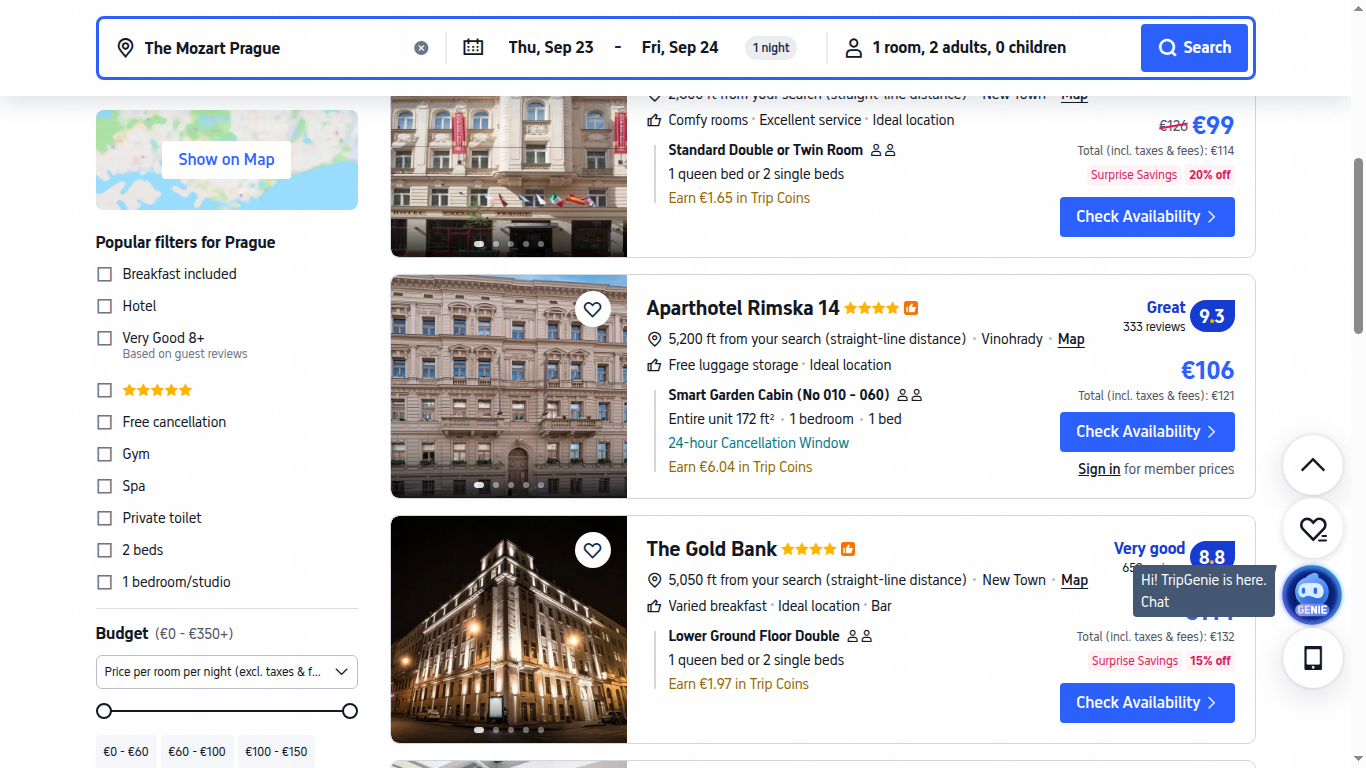 The Mozart Prague
Thu, Sep 23 - Fri, Sep 24 1 night
1 room, 2 adults, 0 children
Search
Show on Map
Popular filters for Prague
Breakfast included
Hotel
Very Good 8+
Based on guest reviews
Free cancellation
Gym
Spa
Private toilet
2 beds
1 bedroom/studio
Budget (€0 - €350+)
Price per room per night (excl. taxes & f...
€0 - €60 €60 - €100 €100 - €150
ft from your search (straight-line distance) · New Town · Map
Comfy rooms · Excellent service · Ideal location
Standard Double or Twin Room
1 queen bed or 2 single beds
Earn €1.65 in Trip Coins
€126 €99
Total (incl. taxes & fees): €114
Surprise Savings 20% off
Check Availability
Aparthotel Rimska 14
5,200 ft from your search (straight-line distance) · Vinohrady · Map
Free luggage storage · Ideal location
Smart Garden Cabin (No 010 - 060)
Entire unit 172 ft² · 1 bedroom · 1 bed
24-hour Cancellation Window
Earn €6.04 in Trip Coins
Great 9.3
333 reviews
€106
Total (incl. taxes & fees): €121
Check Availability
Sign in for member prices
The Gold Bank
5,050 ft from your search (straight-line distance) · New Town · Map
Varied breakfast · Ideal location · Bar
Lower Ground Floor Double
1 queen bed or 2 single beds
Earn €1.97 in Trip Coins
Very good 8.8
Total (incl. taxes & fees): €132
Surprise Savings 15% off
Check Availability
Hi! TripGenie is here.
Chat
GENIE